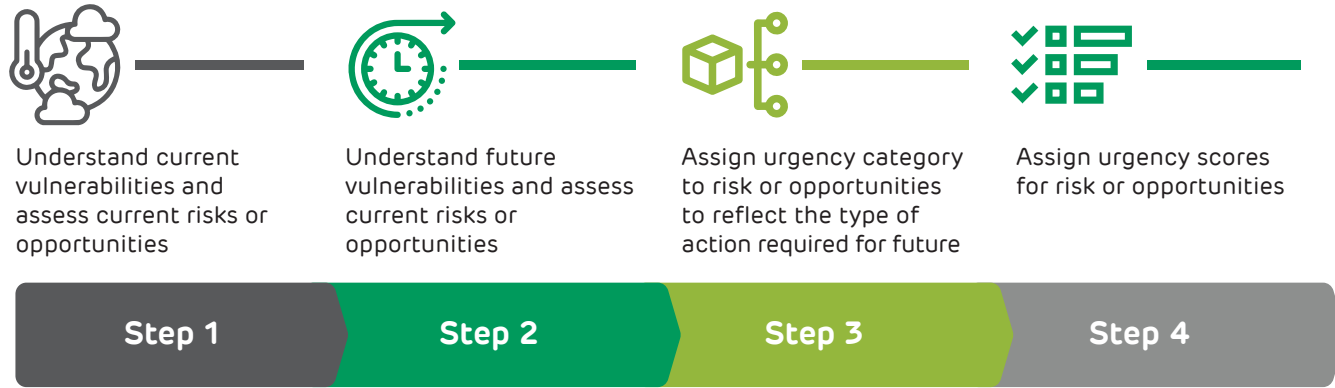 Understand current
vulnerabilities and
assess current risks or
opportunities
Understand future
vulnerabilities and assess
current risks or
opportunities
Assign urgency category
to risk or opportunities
to reflect the type of
action required for future
Assign urgency scores
for risk or opportunities
Step 1
Step 2
Step 3
Step 4